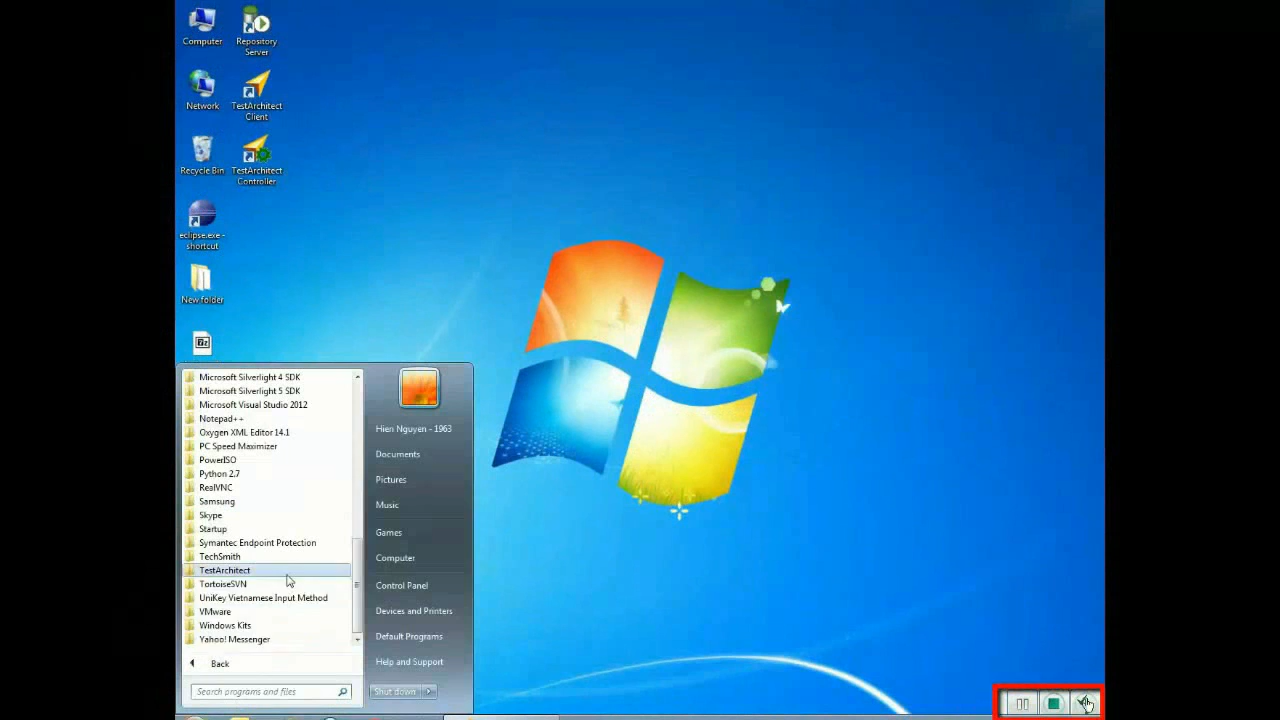 Computer
Repository
Server
Network
TestArchitect
Client
Recycle Bin
TestArchitect
Controller
eclipse.exe -
shortcut
New folder
Microsoft Silverlight 4 SDK
Microsoft Silverlight 5 SDK
Microsoft Visual Studio 2012
Notepad++
Oxygen XML Editor 14.1
PC Speed Maximizer
PowerISO
Python 2.7
RealVNC
Samsung
Skype
Startup
Symantec Endpoint Protection
TechSmith
TestArchitect
TortoiseSVN
UniKey Vietnamese Input Method
VMware
Windows Kits
Yahoo! Messenger
Back
Search programs and files
Hien Nguyen - 1963
Documents
Pictures
Music
Games
Computer
Control Panel
Devices and Printers
Default Programs
Help and Support
Shut down